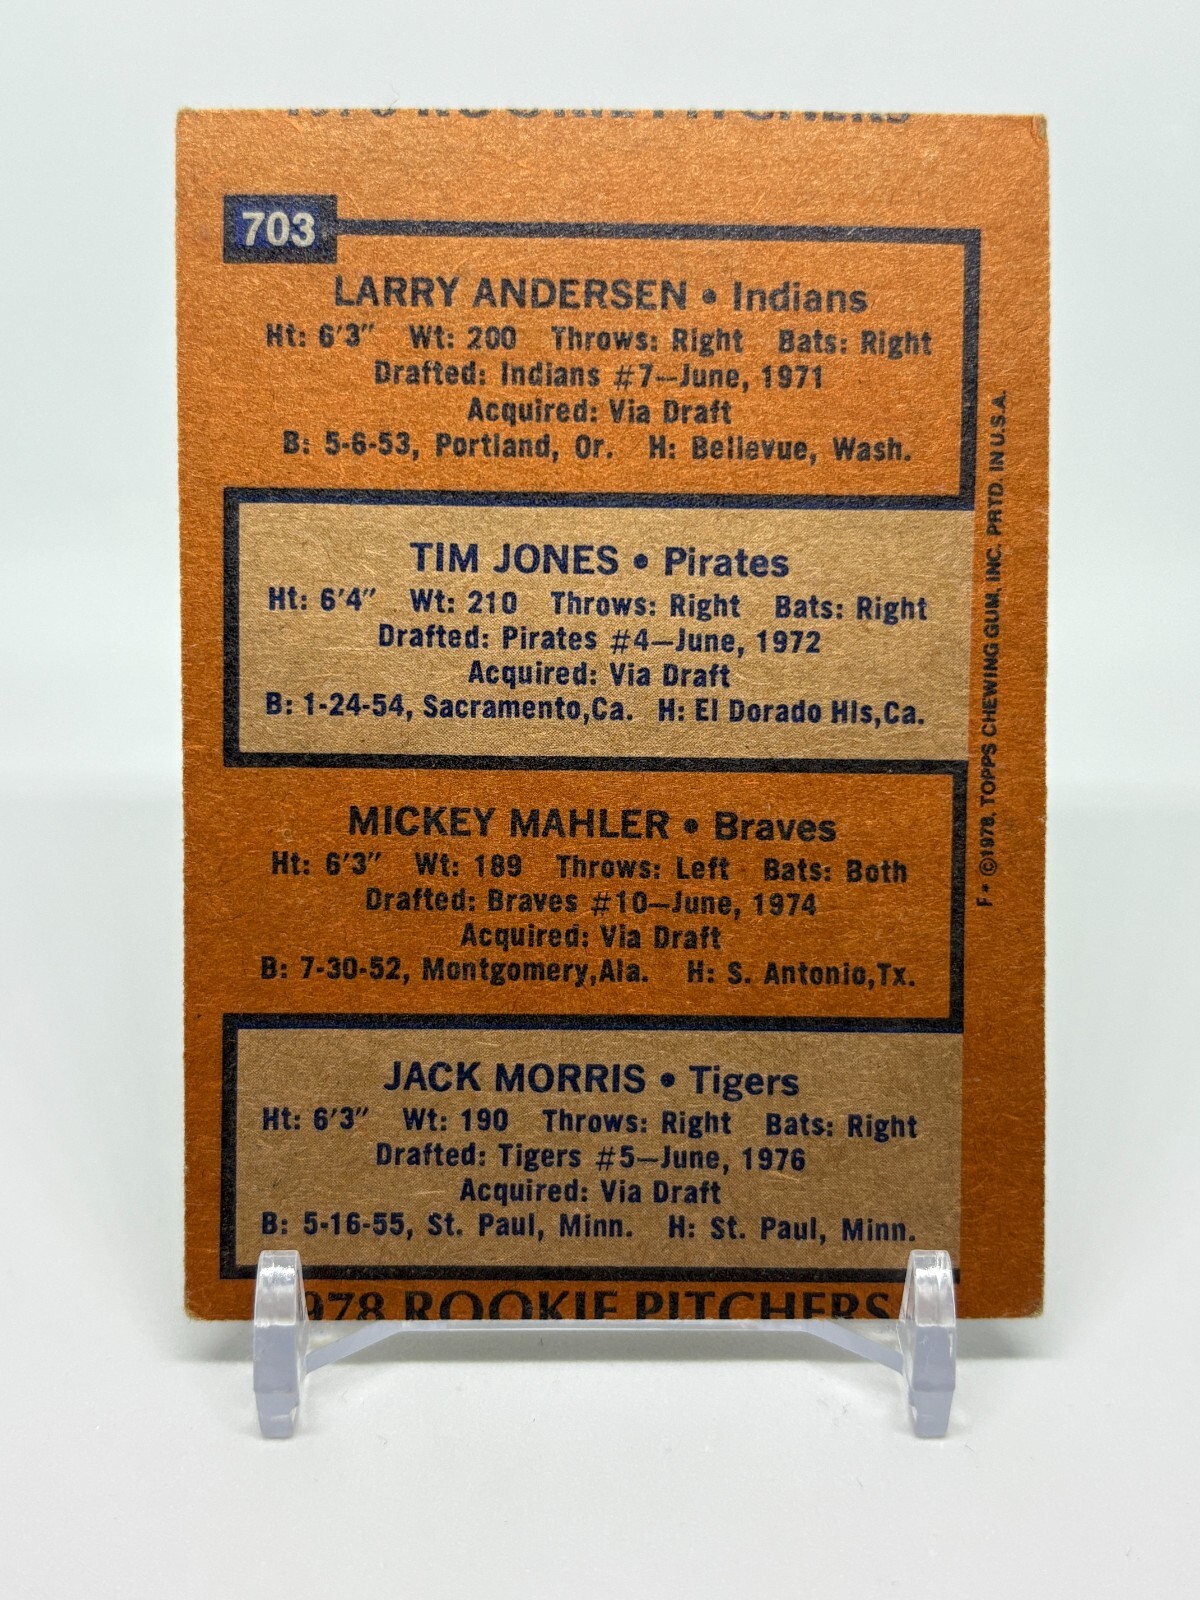 1978 ROOKIE PITCHERS
703
LARRY ANDERSEN • Indians
Ht: 6'3" Wt: 200 Throws: Right Bats: Right
Drafted: Indians #7—June, 1971
Acquired: Via Draft
B: 5-6-53, Portland, Or. H: Bellevue, Wash.
TIM JONES • Pirates
Ht: 6'4" Wt: 210 Throws: Right Bats: Right
Drafted: Pirates #4—June, 1972
Acquired: Via Draft
B: 1-24-54, Sacramento,Ca. H: El Dorado Hls,Ca.
MICKEY MAHLER • Braves
Ht: 6'3" Wt: 189 Throws: Left Bats: Both
Drafted: Braves #10—June, 1974
Acquired: Via Draft
B: 7-30-52, Montgomery,Ala. H: S. Antonio,Tx.
JACK MORRIS • Tigers
Ht: 6'3" Wt: 190 Throws: Right Bats: Right
Drafted: Tigers #5—June, 1976
Acquired: Via Draft
B: 5-16-55, St. Paul, Minn. H: St. Paul, Minn.
1978 ROOKIE PITCHERS
F• ©1978, TOPPS CHEWING GUM, INC. PRTD. IN U.S.A.